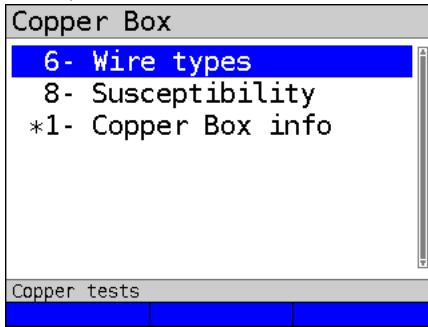 Copper Box
6- Wire types
8- Susceptibility
*1- Copper Box info
Copper tests